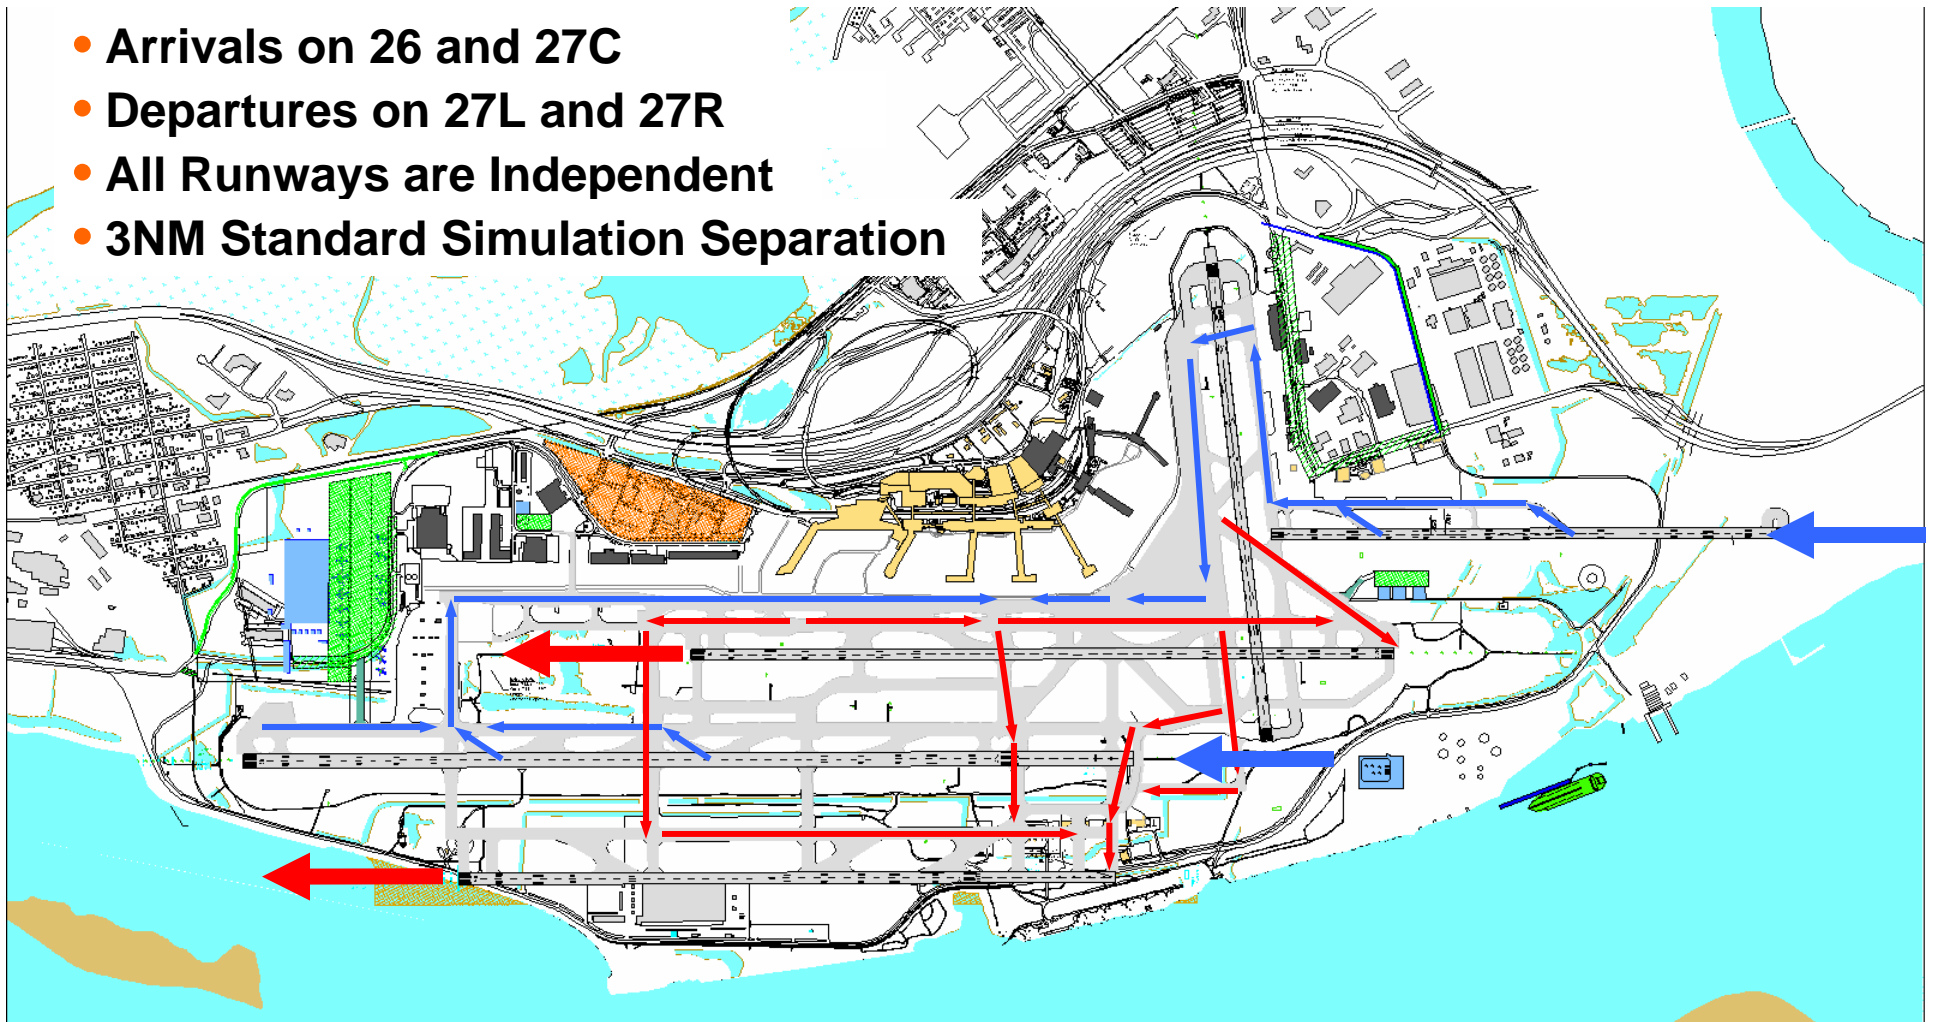 • Arrivals on 26 and 27C
• Departures on 27L and 27R
• All Runways are Independent
• 3NM Standard Simulation Separation